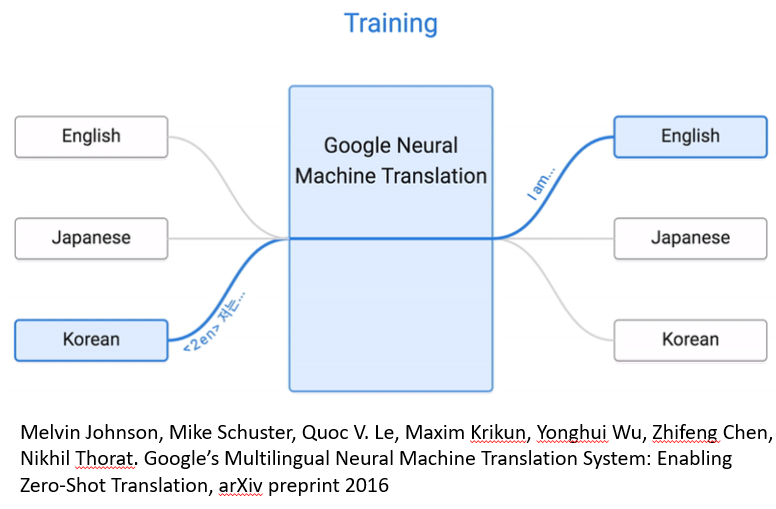 Training
English
Japanese
Korean
<2en> 저는...
Google Neural
Machine Translation
I am...
English
Japanese
Korean
Melvin Johnson, Mike Schuster, Quoc V. Le, Maxim Krikun, Yonghui Wu, Zhifeng Chen,
Nikhil Thorat. Google’s Multilingual Neural Machine Translation System: Enabling
Zero-Shot Translation, arXiv preprint 2016